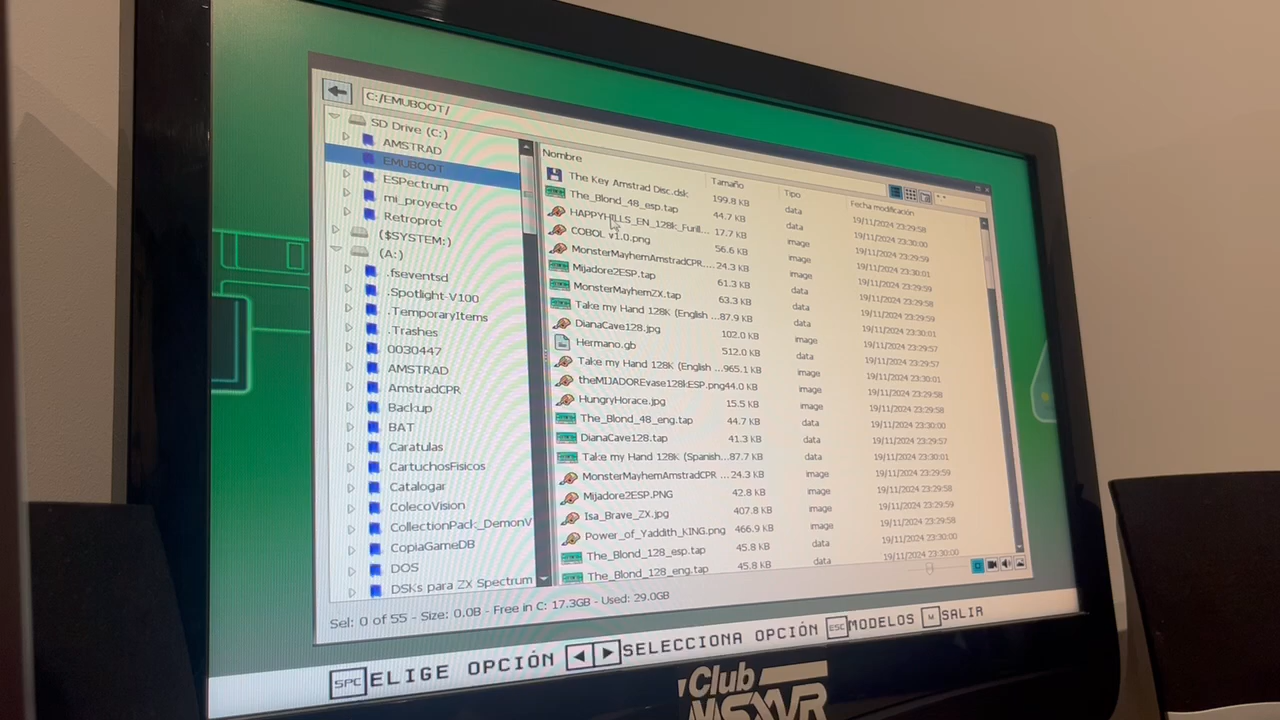 C:/EMUBOOT/
SD Drive (C:)
AMSTRAD
EMUBOOT
ESPectrum
mi_proyecto
Retroprot
($SYSTEM:)
(A:)
.fseventsd
.Spotlight-V100
.TemporaryItems
.Trashes
0030447
AMSTRAD
AmstradCPR
Backup
BAT
Caratulas
CartuchosFisicos
Catalogar
ColecoVision
CollectionPack_DemonV
CopiaGameDB
DOS
DSKs para ZX Spectrum
Nombre Tamaño Tipo Fecha modificación
The Key Amstrad Disc.dsk 199.8 KB data 19/11/2024 23:29:58
The_Blond_48_esp.tap 44.7 KB data 19/11/2024 23:30:00
HAPPYHILLS_EN_128k_Furill... 17.7 KB image 19/11/2024 23:29:59
COBOL v1.0.png 56.6 KB image 19/11/2024 23:30:01
MonsterMayhemAmstradCPR....24.3 KB image 19/11/2024 23:29:59
Mijadore2ESP.tap 61.3 KB data 19/11/2024 23:29:58
MonsterMayhemZX.tap 63.3 KB data 19/11/2024 23:29:59
Take my Hand 128K (English ...87.9 KB data 19/11/2024 23:30:01
DianaCave128.jpg 102.0 KB image 19/11/2024 23:29:57
Hermano.gb 512.0 KB data 19/11/2024 23:29:57
Take my Hand 128K (English ...965.1 KB image 19/11/2024 23:30:01
theMIJADOREvase128kESP.png44.0 KB image 19/11/2024 23:29:58
HungryHorace.jpg 15.5 KB image 19/11/2024 23:29:58
The_Blond_48_eng.tap 44.7 KB data 19/11/2024 23:30:00
DianaCave128.tap 41.3 KB data 19/11/2024 23:29:57
Take my Hand 128K (Spanish...87.7 KB data 19/11/2024 23:30:01
MonsterMayhemAmstradCPR ...24.3 KB image 19/11/2024 23:29:59
Mijadore2ESP.PNG 42.8 KB image 19/11/2024 23:29:58
Isa_Brave_ZX.jpg 407.8 KB image 19/11/2024 23:29:59
Power_of_Yaddith_KING.png 466.9 KB image 19/11/2024 23:29:58
The_Blond_128_esp.tap 45.8 KB data 19/11/2024 23:30:00
The_Blond_128_eng.tap 45.8 KB data 19/11/2024 23:30:00
Sel: 0 of 55 - Size: 0.0B - Free in C: 17.3GB - Used: 29.0GB
SPC ELIGE OPCIÓN SELECCIONA OPCIÓN ESC MODELOS W SALIR
Club
MSXVR